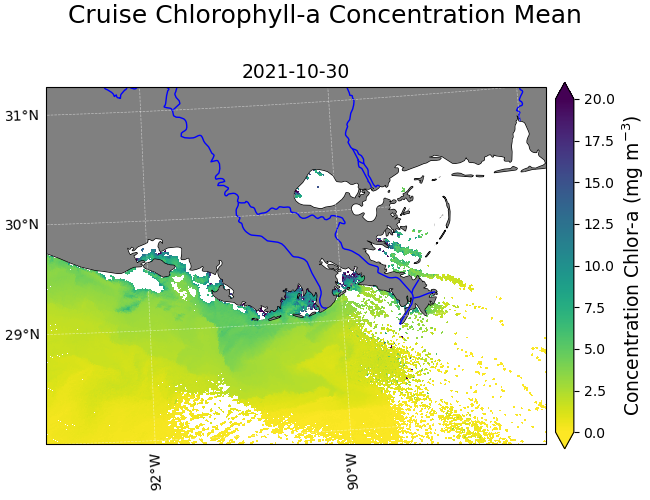 Cruise Chlorophyll-a Concentration Mean
2021-10-30
31°N
30°N
29°N
92°W
90°W
20.0
17.5
15.0
12.5
10.0
7.5
5.0
2.5
0.0
Concentration Chlor-a (mg m⁻³)